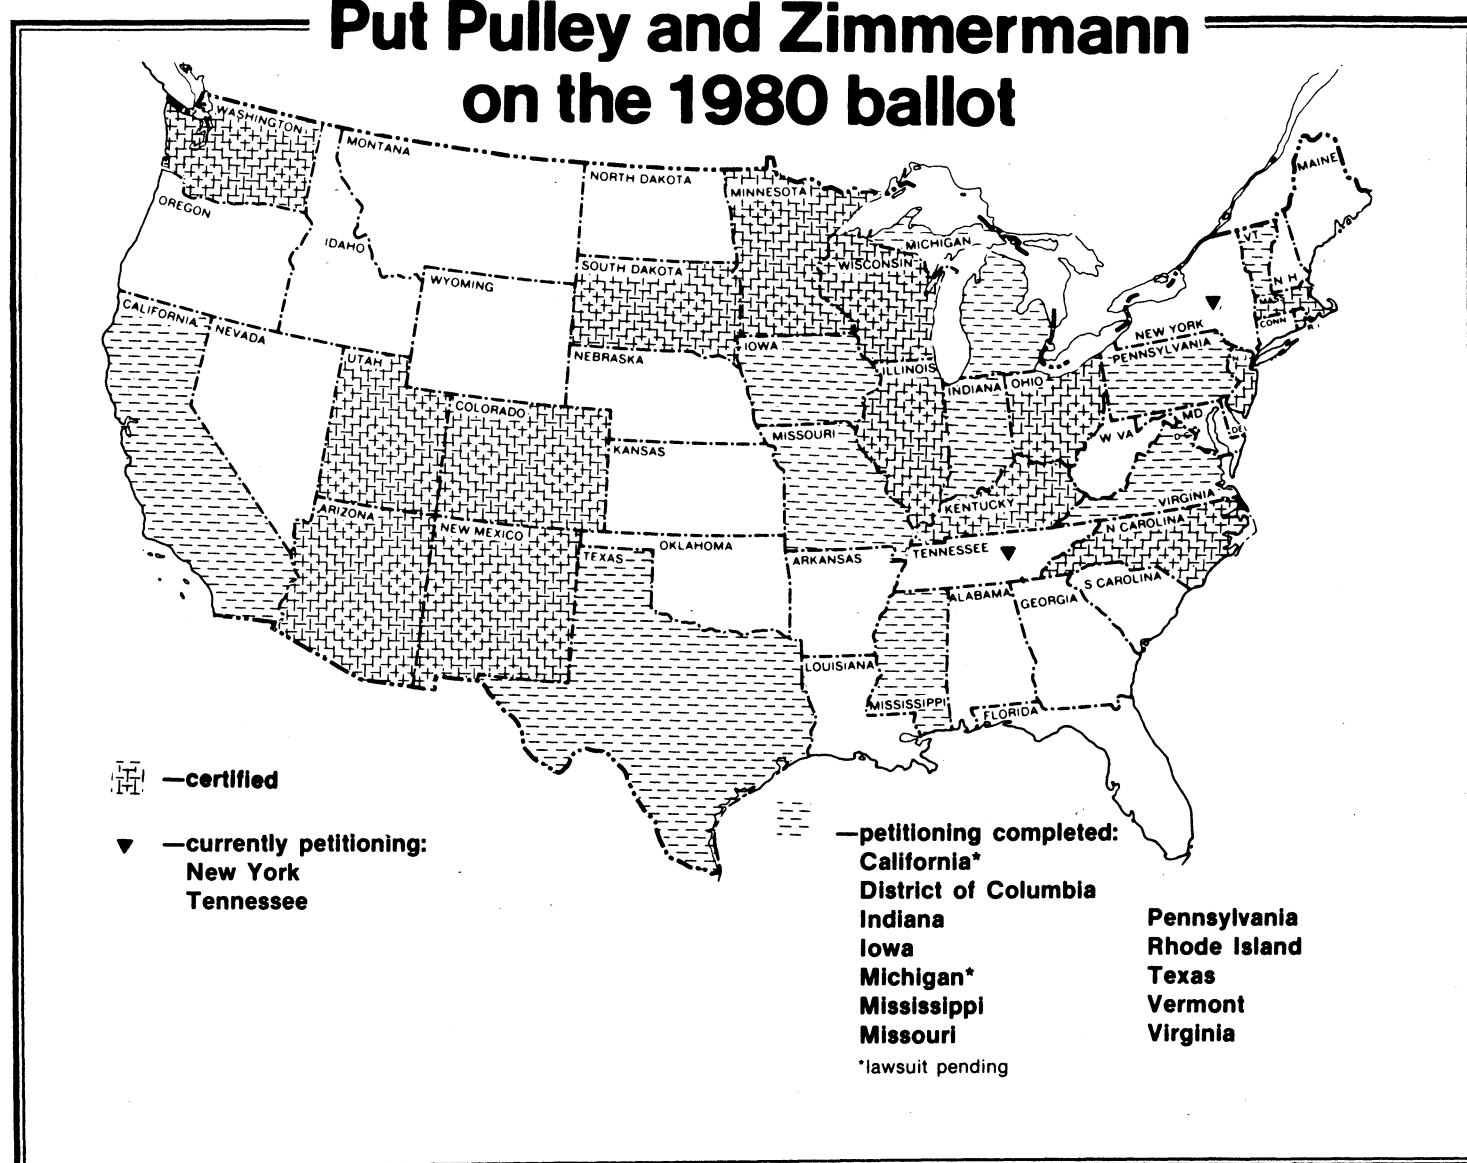 Put Pulley and Zimmermann
on the 1980 ballot
WASHINGTON
MONTANA
NORTH DAKOTA
MINNESOTA
MAINE
OREGON
IDAHO
VT.
MICHIGAN
WISCONSIN
SOUTH DAKOTA
WYOMING
N H
MASS
CONN
CALIFORNIA
NEVADA
NEW YORK
PENNSYLVANIA
IOWA
NEBRASKA
UTAH
ILLINOIS
INDIANA
OHIO
COLORADO
MD
W VA
D C
DE
MISSOURI
KANSAS
VIRGINIA
KENTUCKY
ARIZONA
NEW MEXICO
N CAROLINA
OKLAHOMA
TENNESSEE
TEXAS
ARKANSAS
S CAROLINA
ALABAMA
GEORGIA
LOUISIANA
MISSISSIPPI
FLORIDA
—certified
—currently petitioning:
New York
Tennessee
—petitioning completed:
California*
District of Columbia
Indiana
Iowa
Michigan*
Mississippi
Missouri
Pennsylvania
Rhode Island
Texas
Vermont
Virginia
*lawsuit pending